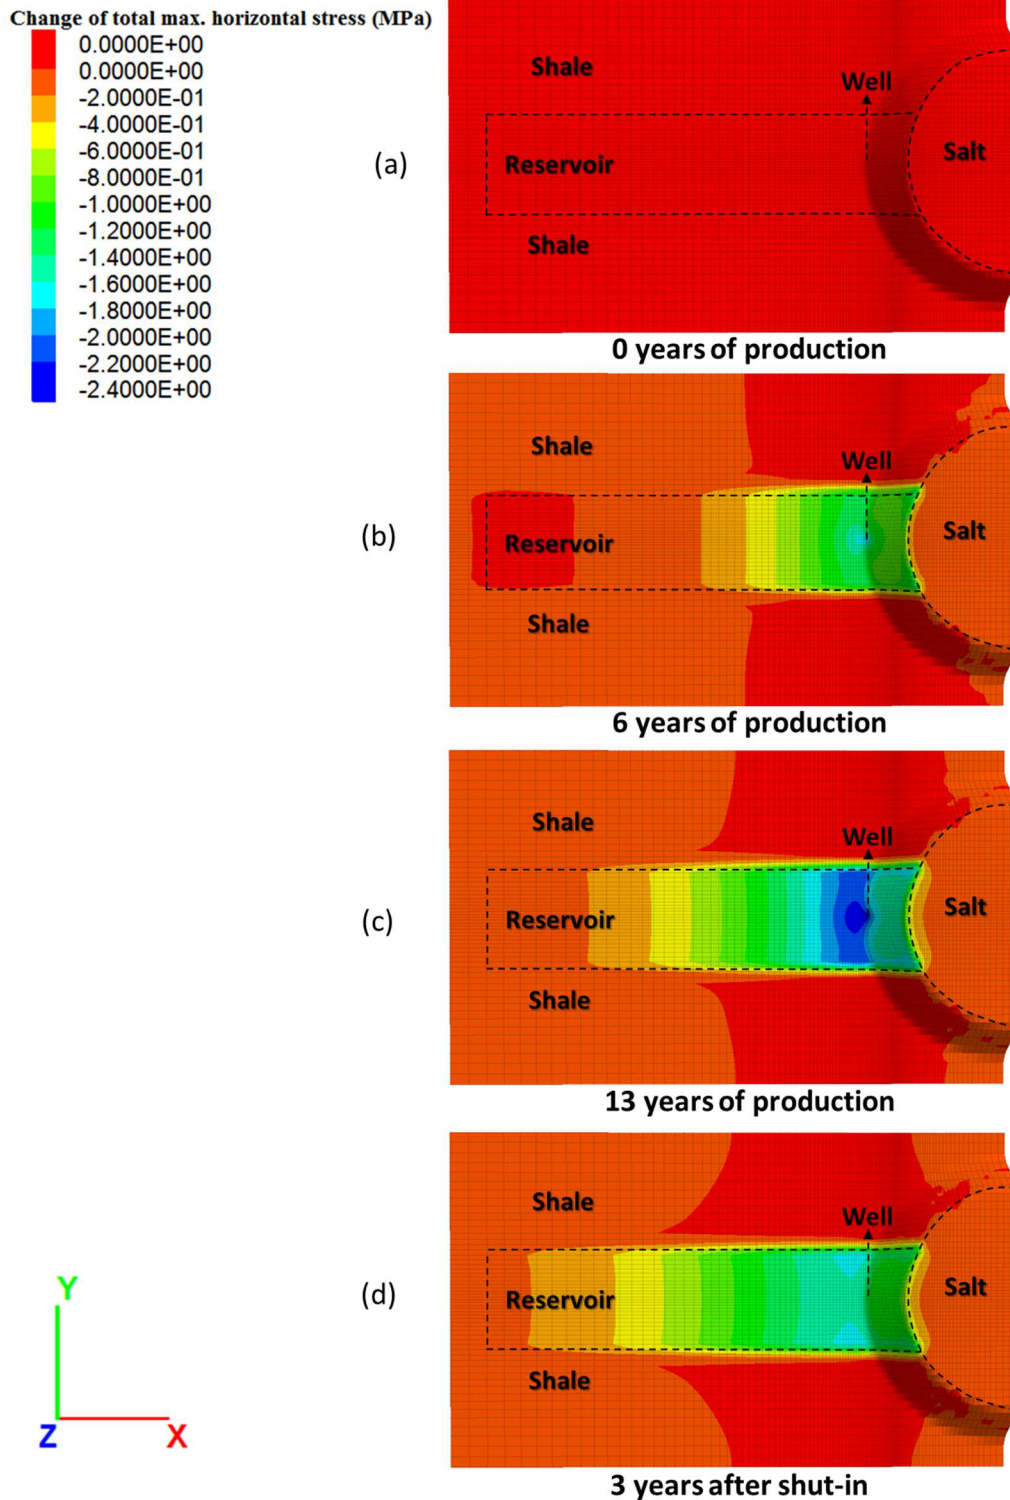 Change of total max. horizontal stress (MPa)
0.0000E+00
0.0000E+00
-2.0000E-01
-4.0000E-01
-6.0000E-01
-8.0000E-01
-1.0000E+00
-1.2000E+00
-1.4000E+00
-1.6000E+00
-1.8000E+00
-2.0000E+00
-2.2000E+00
-2.4000E+00
(a)
Shale
Well
Reservoir
Salt
Shale
0 years of production
(b)
Shale
Well
Reservoir
Salt
Shale
6 years of production
(c)
Shale
Well
Reservoir
Salt
Shale
13 years of production
(d)
Shale
Well
Reservoir
Salt
Shale
3 years after shut-in
Y
Z
X